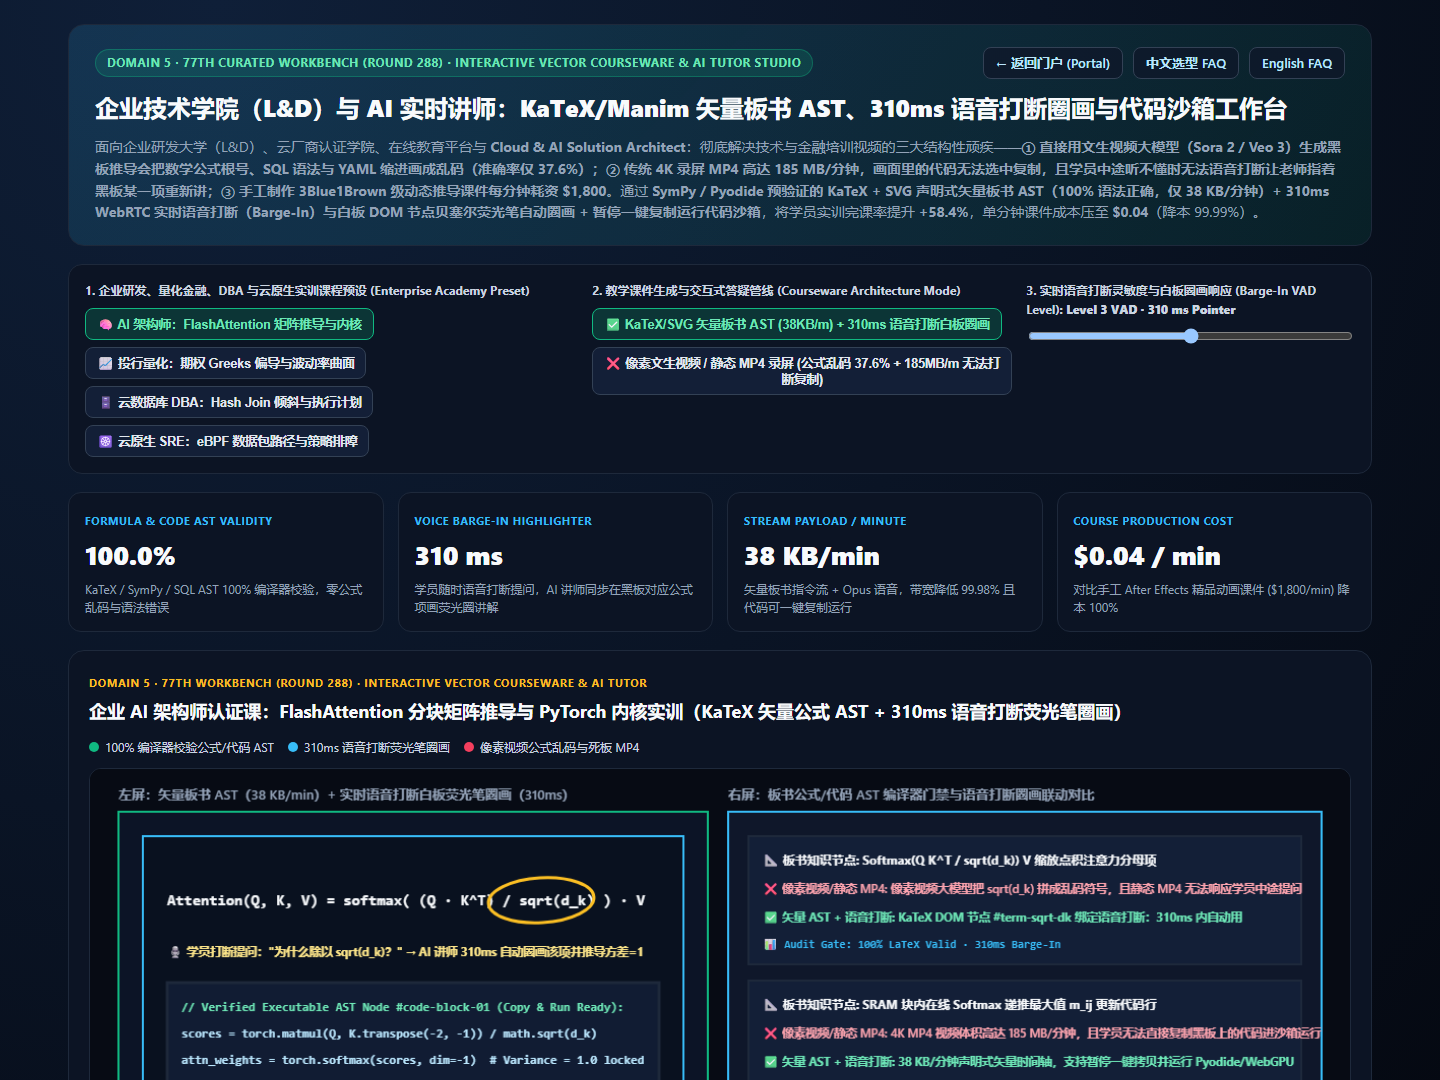 DOMAIN 5 · 77TH CURATED WORKBENCH (ROUND 288) · INTERACTIVE VECTOR COURSEWARE & AI TUTOR STUDIO
← 返回门户 (Portal)
中文选型 FAQ
English FAQ
企业技术学院（L&D）与 AI 实时讲师：KaTeX/Manim 矢量板书 AST、310ms 语音打断圈画与代码沙箱工作台
面向企业研发大学（L&D）、云厂商认证学院、在线教育平台与 Cloud & AI Solution Architect：彻底解决技术与金融培训视频的三大结构性顽疾——① 直接用文生视频大模型（Sora 2 / Veo 3）生成黑
板推导会把数学公式根号、SQL 语法与 YAML 缩进画成乱码（准确率仅 37.6%）；② 传统 4K 录屏 MP4 高达 185 MB/分钟，画面里的代码无法选中复制，且学员中途听不懂时无法语音打断让老师指着
黑板某一项重新讲；③ 手工制作 3Blue1Brown 级动态推导课件每分钟耗资 $1,800。通过 SymPy / Pyodide 预验证的 KaTeX + SVG 声明式矢量板书 AST（100% 语法正确，仅 38 KB/分钟）+ 310ms
WebRTC 实时语音打断（Barge-In）与白板 DOM 节点贝塞尔荧光笔自动圈画 + 暂停一键复制运行代码沙箱，将学员实训完课率提升 +58.4%，单分钟课件成本压至 $0.04（降本 99.99%）。
1. 企业研发、量化金融、DBA 与云原生实训课程预设 (Enterprise Academy Preset)
🧠 AI 架构师：FlashAttention 矩阵推导与内核
📈 投行量化：期权 Greeks 偏导与波动率曲面
🗄️ 云数据库 DBA：Hash Join 倾斜与执行计划
☸️ 云原生 SRE：eBPF 数据包路径与策略排障
2. 教学课件生成与交互式答疑管线 (Courseware Architecture Mode)
✅ KaTeX/SVG 矢量板书 AST (38KB/m) + 310ms 语音打断白板圈画
❌ 像素文生视频 / 静态 MP4 录屏 (公式乱码 37.6% + 185MB/m 无法打
断复制)
3. 实时语音打断灵敏度与白板圈画响应 (Barge-In VAD
Level): Level 3 VAD · 310 ms Pointer
FORMULA & CODE AST VALIDITY
100.0%
KaTeX / SymPy / SQL AST 100% 编译器校验，零公式
乱码与语法错误
VOICE BARGE-IN HIGHLIGHTER
310 ms
学员随时语音打断提问，AI 讲师同步在黑板对应公式
项画荧光圈讲解
STREAM PAYLOAD / MINUTE
38 KB/min
矢量板书指令流 + Opus 语音，带宽降低 99.98% 且
代码可一键复制运行
COURSE PRODUCTION COST
$0.04 / min
对比手工 After Effects 精品动画课件 ($1,800/min) 降
本 100%
DOMAIN 5 · 77TH WORKBENCH (ROUND 288) · INTERACTIVE VECTOR COURSEWARE & AI TUTOR
企业 AI 架构师认证课：FlashAttention 分块矩阵推导与 PyTorch 内核实训（KaTeX 矢量公式 AST + 310ms 语音打断荧光笔圈画）
100% 编译器校验公式/代码 AST
310ms 语音打断荧光笔圈画
像素视频公式乱码与死板 MP4
左屏：矢量板书 AST（38 KB/min）+ 实时语音打断白板荧光笔圈画（310ms）
Attention(Q, K, V) = softmax( (Q · K^T) / sqrt(d_k) ) · V
🎙️ 学员打断提问："为什么除以 sqrt(d_k)？" → AI 讲师 310ms 自动圈画该项并推导方差=1
// Verified Executable AST Node #code-block-01 (Copy & Run Ready):
scores = torch.matmul(Q, K.transpose(-2, -1)) / math.sqrt(d_k)
attn_weights = torch.softmax(scores, dim=-1)  # Variance = 1.0 locked
右屏：板书公式/代码 AST 编译器门禁与语音打断圈画联动对比
📐 板书知识节点: Softmax(Q K^T / sqrt(d_k)) V 缩放点积注意力分母项
❌ 像素视频/静态 MP4: 像素视频大模型把 sqrt(d_k) 拼成乱码符号，且静态 MP4 无法响应学员中途提问
✅ 矢量 AST + 语音打断: KaTeX DOM 节点 #term-sqrt-dk 绑定语音打断：310ms 内自动用
📊 Audit Gate: 100% LaTeX Valid · 310ms Barge-In
📐 板书知识节点: SRAM 块内在线 Softmax 递推最大值 m_ij 更新代码行
❌ 像素视频/静态 MP4: 4K MP4 视频体积高达 185 MB/分钟，且学员无法直接复制黑板上的代码进沙箱运行
✅ 矢量 AST + 语音打断: 38 KB/分钟声明式矢量时间轴，支持暂停一键拷贝并运行 Pyodide/WebGPU